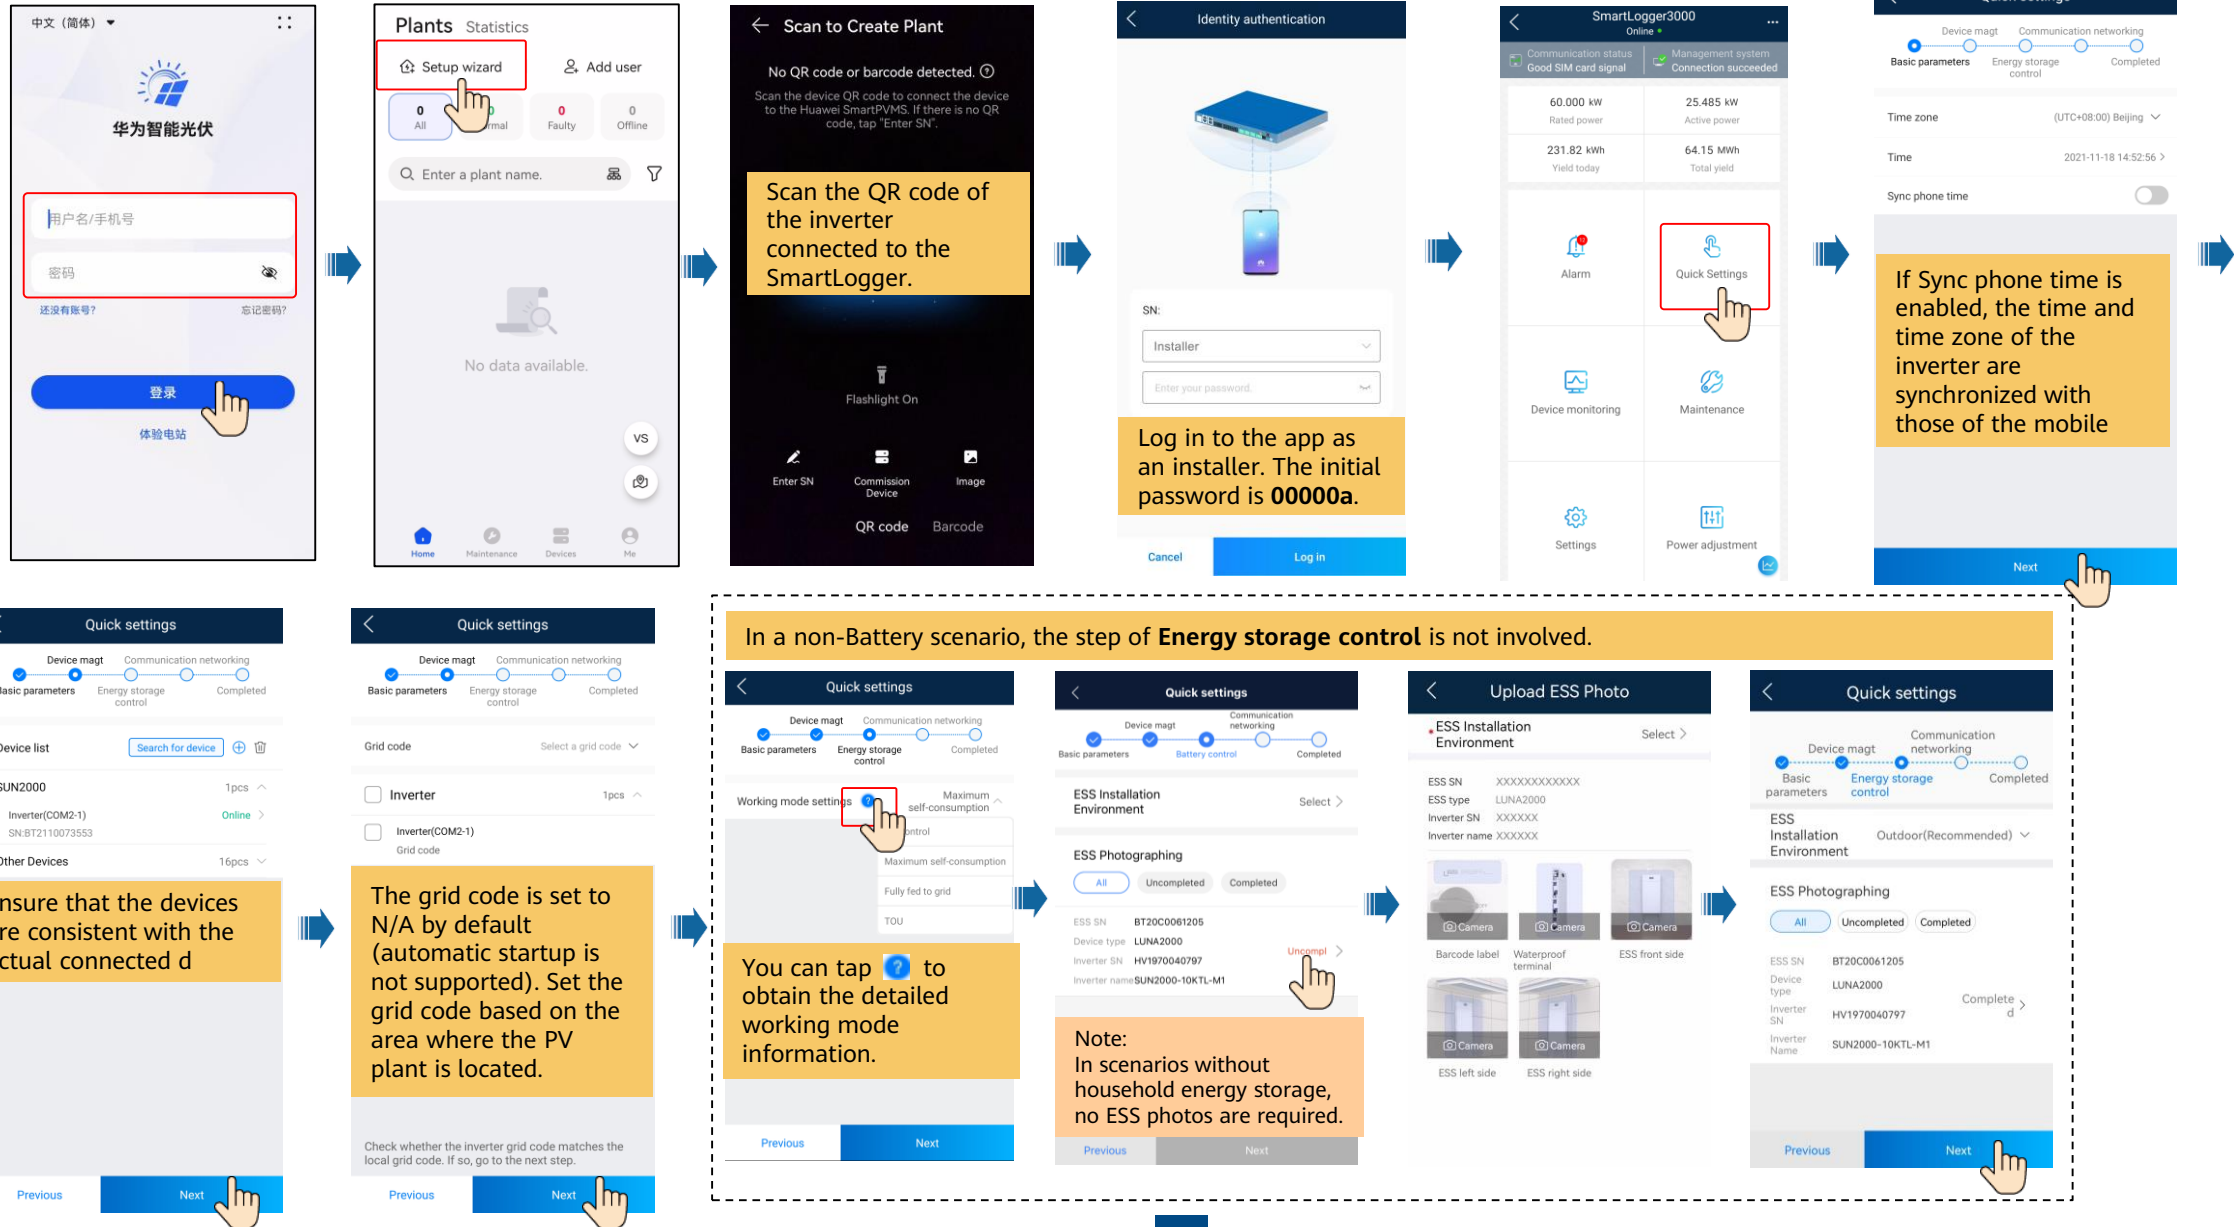 中文（简体）
华为智能光伏
用户名/手机号
密码
还没有账号?
忘记密码?
登录
体验电站
Plants Statistics
Setup wizard
Add user
0
All
0
rmal
0
Faulty
0
Offline
Enter a plant name.
No data available.
VS
Home
Maintenance
Devices
Me
Scan to Create Plant
No QR code or barcode detected.
Scan the device QR code to connect the device
to the Huawei SmartPVMS. If there is no QR
code, tap "Enter SN".
Scan the QR code of
the inverter
connected to the
SmartLogger.
Flashlight On
Enter SN
Commission
Device
Image
QR code Barcode
Identity authentication
SN:
Installer
Enter your password.
Log in to the app as
an installer. The initial
password is 00000a.
Cancel
Log in
SmartLogger3000
Online
Communication status
Good SIM card signal
Management system
Connection succeeded
60.000 kW
Rated power
25.485 kW
Active power
231.82 kWh
Yield today
64.15 MWh
Total yield
Alarm
Quick Settings
Device monitoring
Maintenance
Settings
Power adjustment
Device magt Communication networking
Basic parameters Energy storage
control
Completed
Time zone (UTC+08:00) Beijing
Time 2021-11-18 14:52:56 >
Sync phone time
If Sync phone time is
enabled, the time and
time zone of the
inverter are
synchronized with
those of the mobile
Next
Quick settings
Device magt Communication networking
asic parameters Energy storage
control
Completed
evice list
Search for device
SUN2000 1pcs
Inverter(COM2-1) Online
SN:BT2110073553
Other Devices 16pcs
nsure that the devices
re consistent with the
ctual connected d
Previous
Next
Quick settings
Device magt Communication networking
Basic parameters Energy storage
control
Completed
Grid code Select a grid code
Inverter 1pcs
Inverter(COM2-1)
Grid code
The grid code is set to
N/A by default
(automatic startup is
not supported). Set the
grid code based on the
area where the PV
plant is located.
Check whether the inverter grid code matches the
local grid code. If so, go to the next step.
Previous
Next
In a non-Battery scenario, the step of Energy storage control is not involved.
Quick settings
Device magt Communication networking
Basic parameters Energy storage
control
Completed
Working mode settings ? Maximum
self-consumption
ontrol
Maximum self-consumption
Fully fed to grid
TOU
You can tap ? to
obtain the detailed
working mode
information.
Previous
Next
Quick settings
Device magt Communication
networking
Basic parameters Battery control Completed
ESS Installation
Environment
Select >
ESS Photographing
All Uncompleted Completed
ESS SN BT20C0061205
Device type LUNA2000
Inverter SN HV1970040797
Inverter name SUN2000-10KTL-M1
Uncompl >
Note:
In scenarios without
household energy storage,
no ESS photos are required.
Previous
Next
Upload ESS Photo
* ESS Installation
Environment
Select >
ESS SN XXXXXXXXXXXX
ESS type LUNA2000
Inverter SN XXXXXX
Inverter name XXXXXX
Camera
Camera
Camera
Barcode label
Waterproof
terminal
ESS front side
Camera
Camera
ESS left side
ESS right side
Quick settings
Device magt Communication
networking
Basic
parameters
Energy storage
control
Completed
ESS
Installation
Environment
Outdoor(Recommended)
ESS Photographing
All Uncompleted Completed
ESS SN BT20C0061205
Device
type
LUNA2000
Inverter
SN
HV1970040797
Inverter
Name
SUN2000-10KTL-M1
Complete
d >
Previous
Next